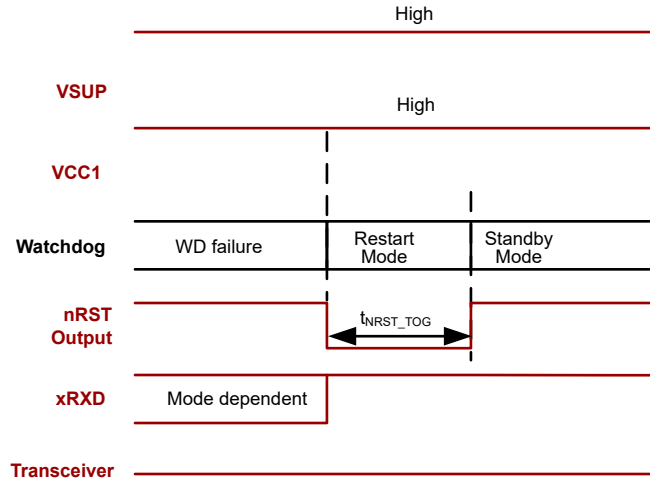 High
VSUP
High
VCC1
Watchdog
WD failure
Restart
Mode
Standby
Mode
nRST
Output
tNRST_TOG
xRXD
Mode dependent
Transceiver